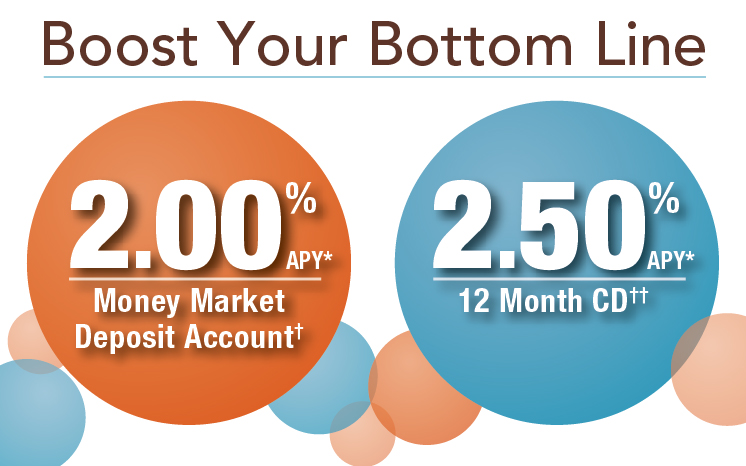 Boost Your Bottom Line
2.00%
APY*
Money Market
Deposit Account†
2.50%
APY*
12 Month CD††